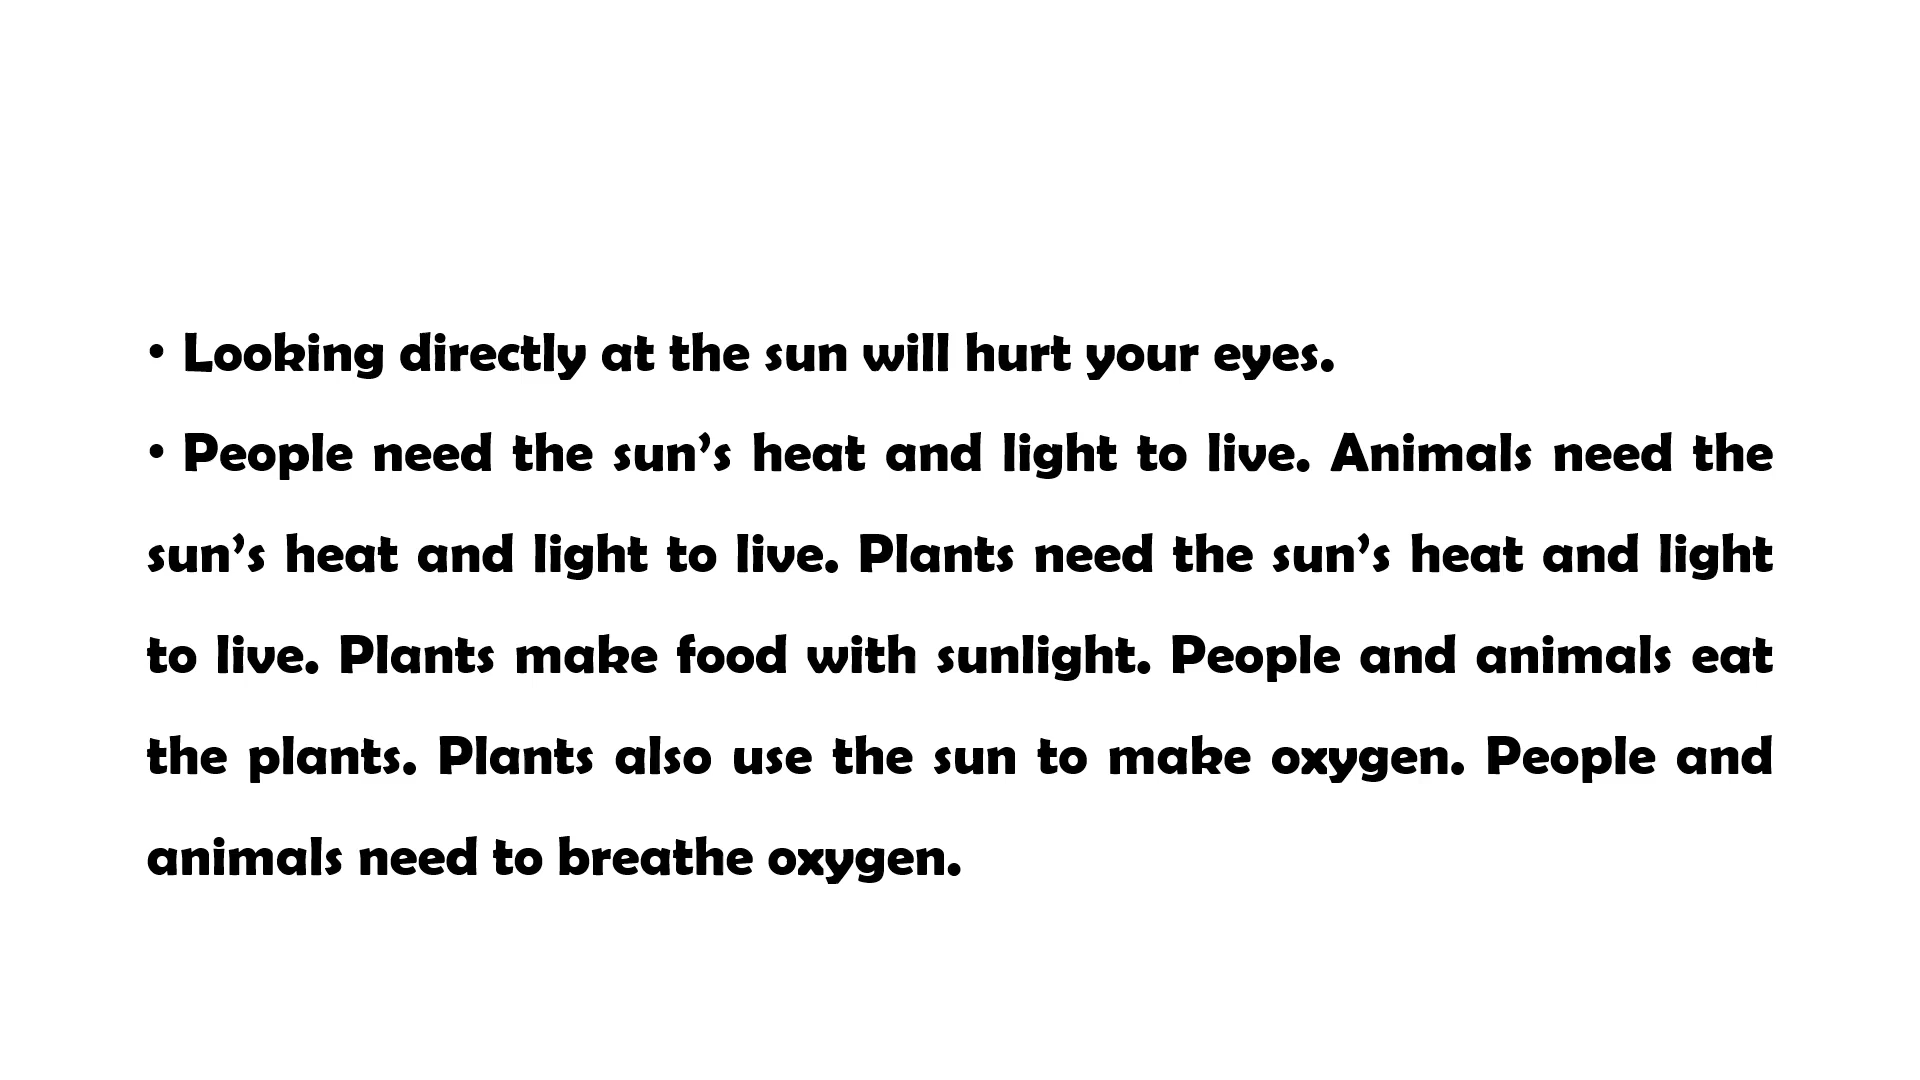 • Looking directly at the sun will hurt your eyes.
• People need the sun’s heat and light to live. Animals need the
sun’s heat and light to live. Plants need the sun’s heat and light
to live. Plants make food with sunlight. People and animals eat
the plants. Plants also use the sun to make oxygen. People and
animals need to breathe oxygen.